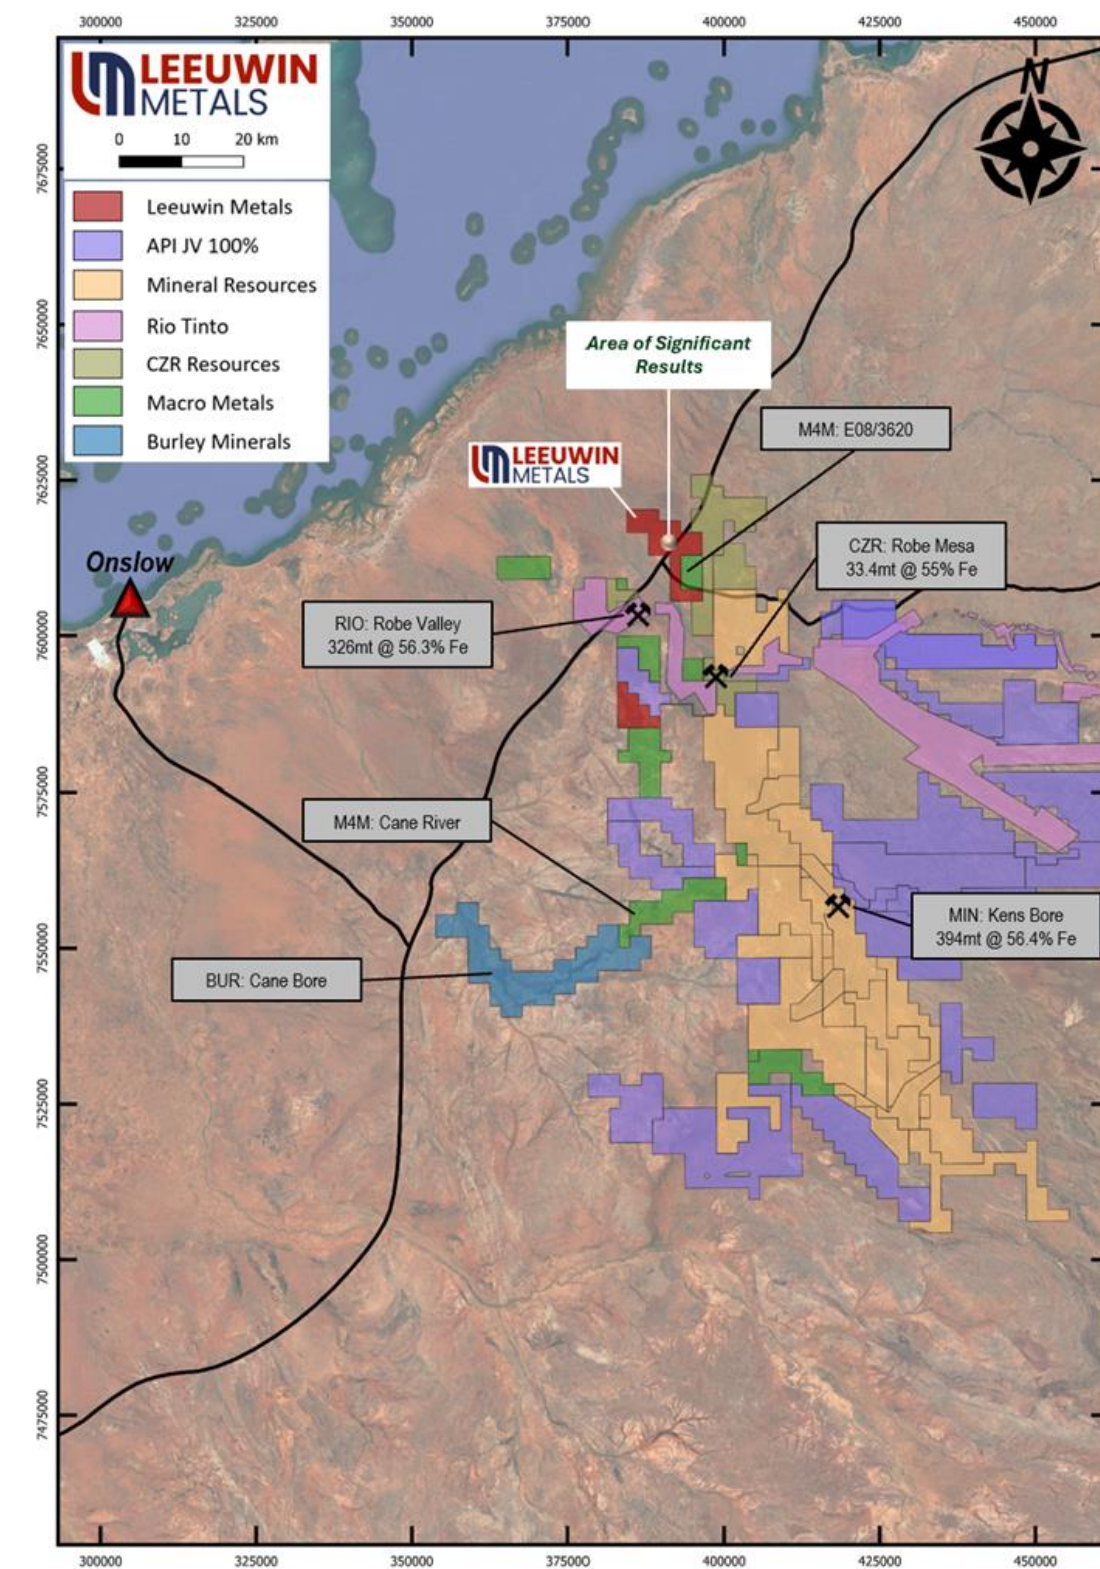 300000 325000 350000 375000 400000 425000 450000
LEEUWIN
METALS
0 10 20 km
Leeuwin Metals
API JV 100%
Mineral Resources
Rio Tinto
CZR Resources
Macro Metals
Burley Minerals
N
7675000
7650000
7625000
7600000
7575000
7550000
7525000
7500000
7475000
Area of Significant
Results
M4M: E08/3620
LEEUWIN
METALS
CZR: Robe Mesa
33.4mt @ 55% Fe
Onslow
RIO: Robe Valley
326mt @ 56.3% Fe
M4M: Cane River
MIN: Kens Bore
394mt @ 56.4% Fe
BUR: Cane Bore
300000 325000 350000 375000 400000 425000 450000